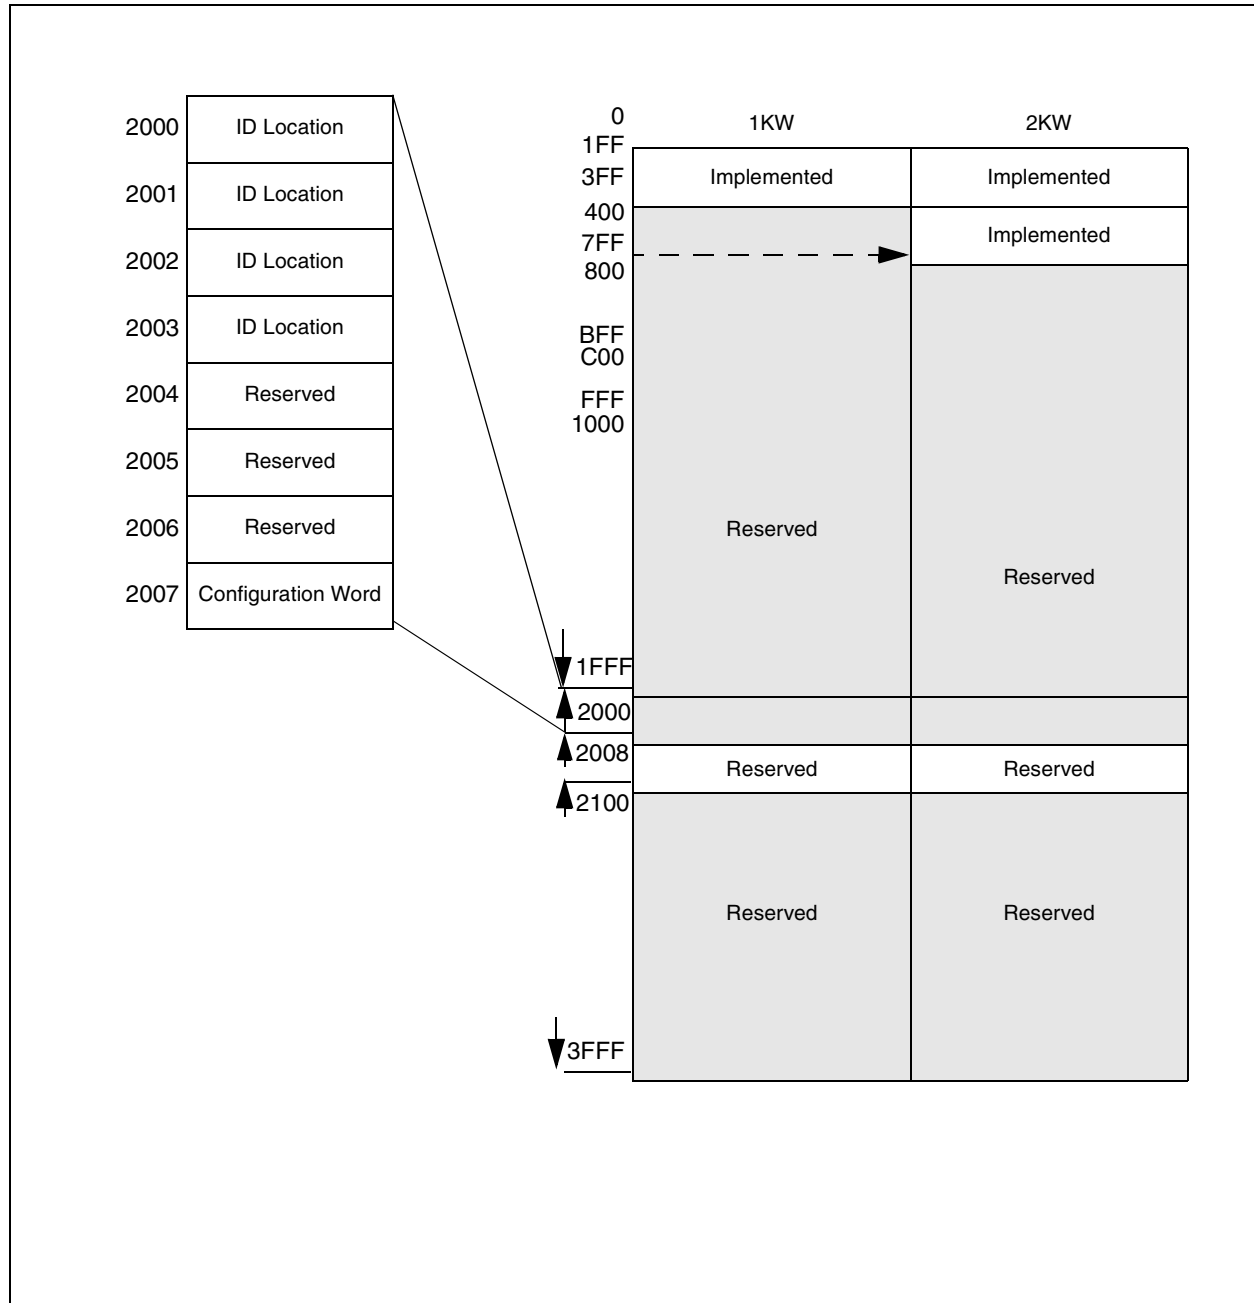 2000 ID Location
2001 ID Location
2002 ID Location
2003 ID Location
2004 Reserved
2005 Reserved
2006 Reserved
2007 Configuration Word
0 1KW 2KW
1FF
3FF Implemented Implemented
400
7FF Implemented
800
BFF
C00
FFF
1000
Reserved
Reserved
1FFF
2000
2008 Reserved Reserved
2100
Reserved Reserved
3FFF